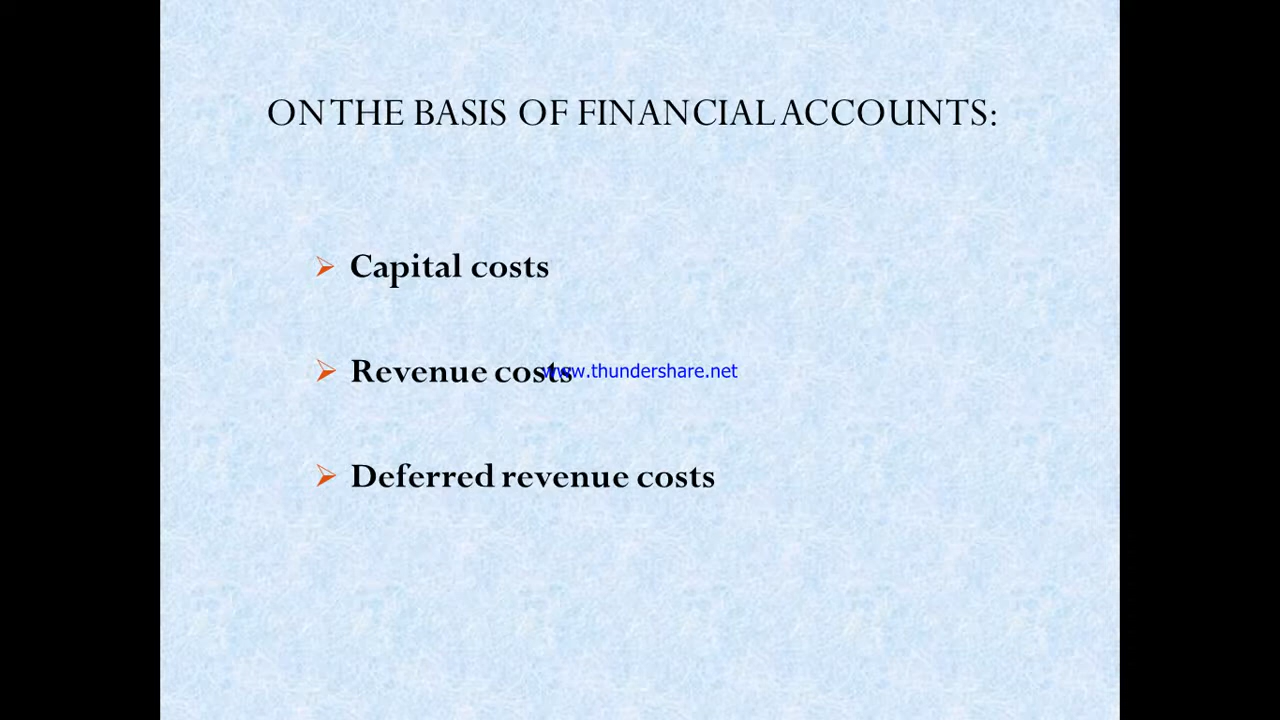 ON THE BASIS OF FINANCIAL ACCOUNTS:
Capital costs
Revenue costs
www.thundershare.net
Deferred revenue costs